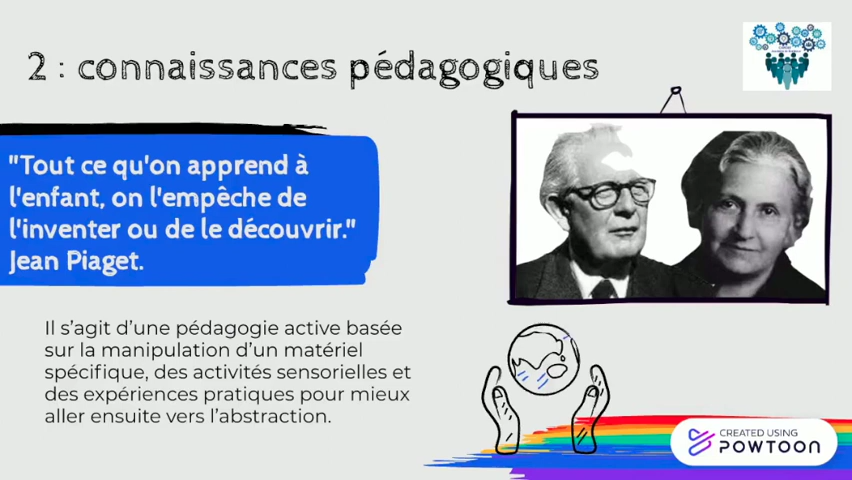 2 : connaissances pédagogiques
"Tout ce qu'on apprend à
l'enfant, on l'empêche de
l'inventer ou de le découvrir."
Jean Piaget.
Il s’agit d’une pédagogie active basée
sur la manipulation d’un matériel
spécifique, des activités sensorielles et
des expériences pratiques pour mieux
aller ensuite vers l’abstraction.
CREATED USING
POWTOON